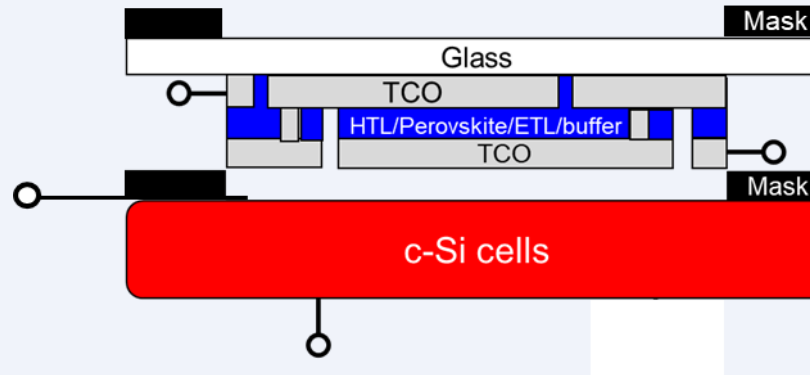 Mask
Glass
TCO
HTL/Perovskite/ETL/buffer
TCO
Mask
c-Si cells